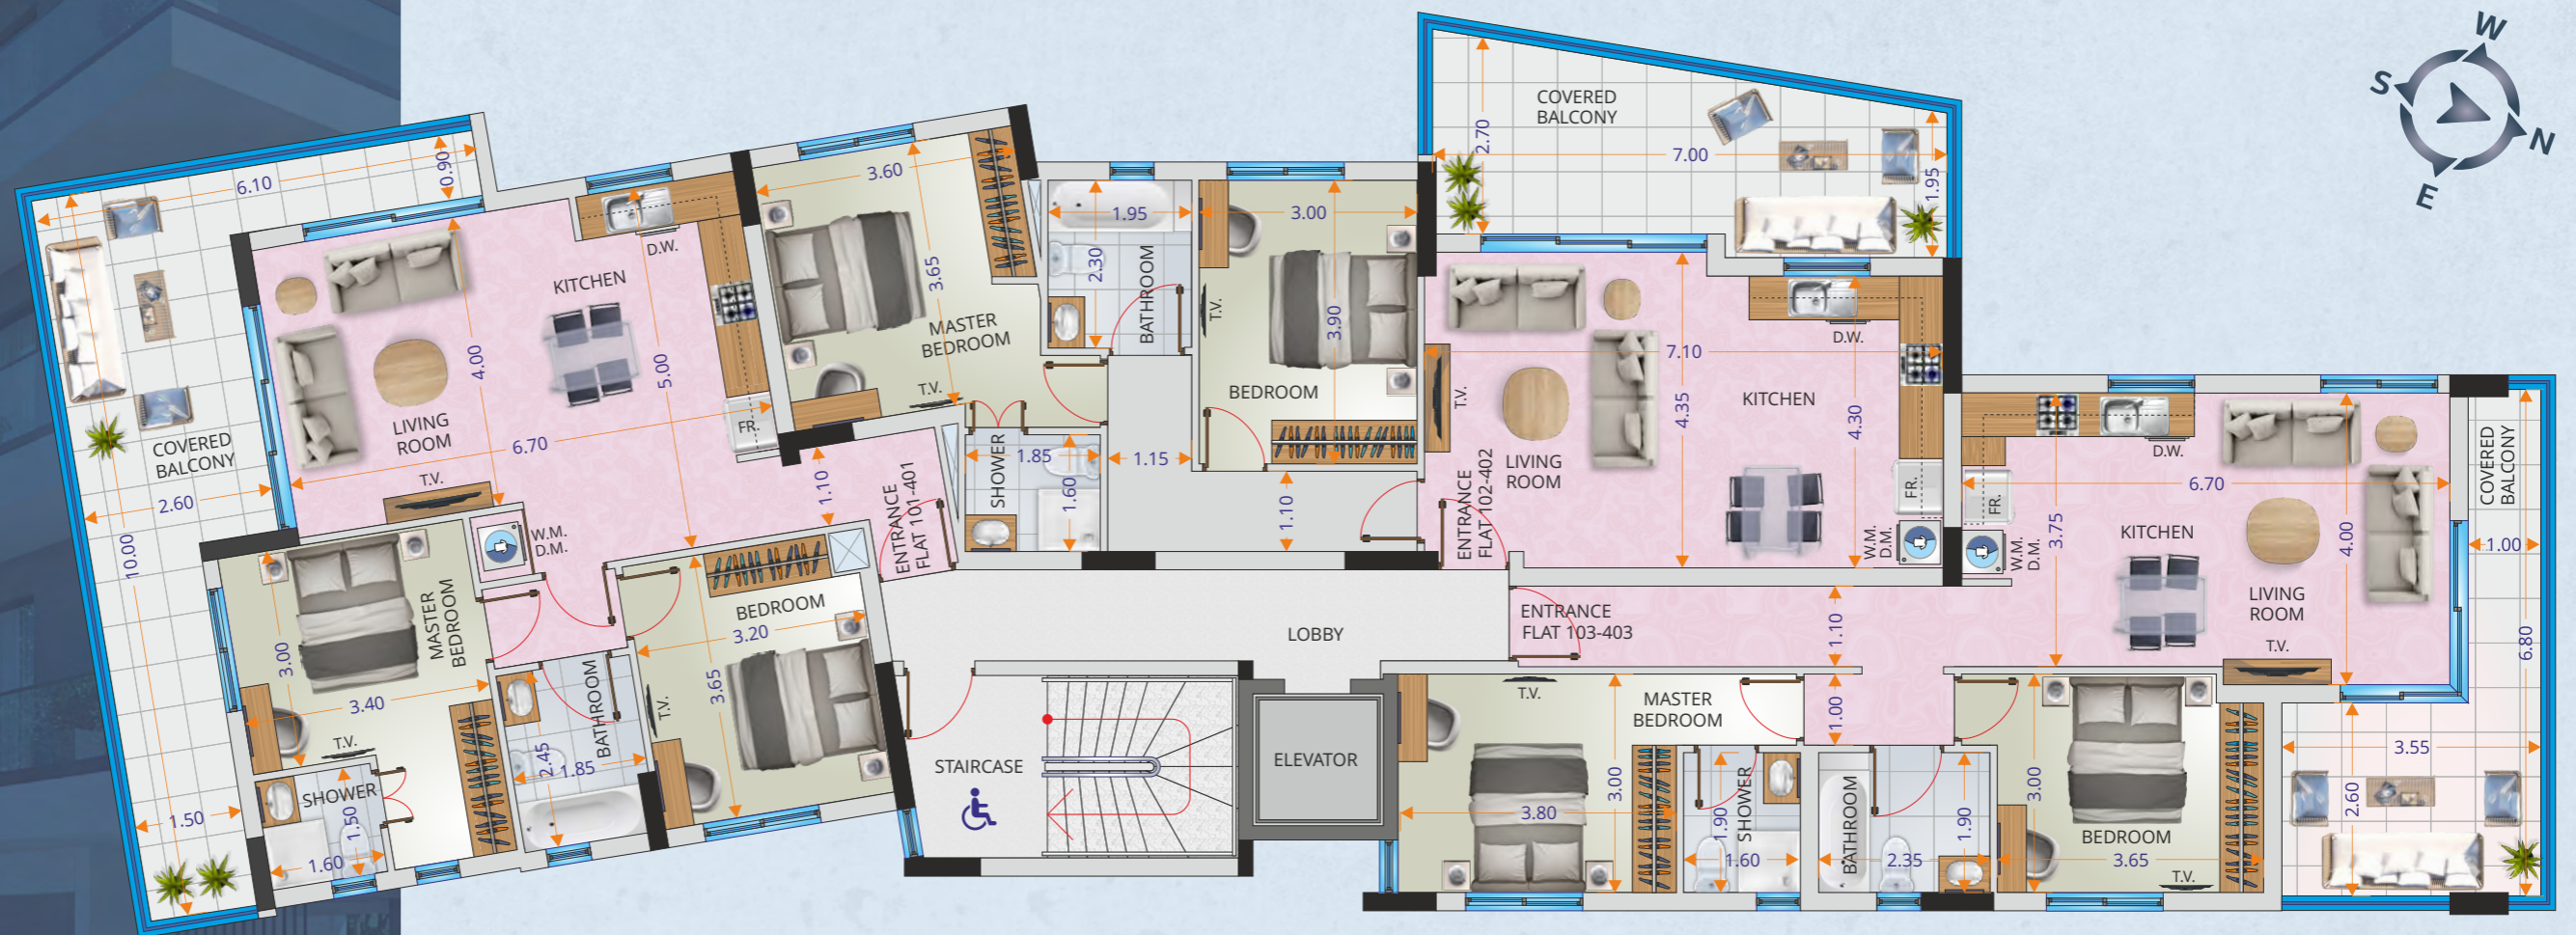 W
S
N
E
6.10
0.90
COVERED
BALCONY
2.60
10.00
1.50
KITCHEN
D.W.
4.00
5.00
LIVING
ROOM
6.70
FR.
T.V.
W.M.
D.M.
1.10
ENTRANCE
FLAT 101-401
MASTER
BEDROOM
3.00
3.40
T.V.
SHOWER
1.50
1.60
BATHROOM
2.45
1.85
BEDROOM
3.20
3.65
T.V.
3.60
3.65
MASTER
BEDROOM
T.V.
SHOWER
1.85
1.60
1.95
2.30
BATHROOM
1.15
3.00
T.V.
3.90
BEDROOM
1.10
COVERED
BALCONY
2.70
7.00
1.95
7.10
D.W.
T.V.
4.35
KITCHEN
4.30
LIVING
ROOM
FR.
W.M.
D.M.
ENTRANCE
FLAT 102-402
LOBBY
STAIRCASE
ELEVATOR
ENTRANCE
FLAT 103-403
1.10
D.W.
FR.
6.70
W.M.
D.M.
3.75
KITCHEN
4.00
LIVING
ROOM
T.V.
COVERED
BALCONY
1.00
6.80
3.55
2.60
T.V.
MASTER
BEDROOM
3.00
3.80
1.00
SHOWER
1.90
1.60
BATHROOM
1.90
2.35
3.00
BEDROOM
3.65
T.V.